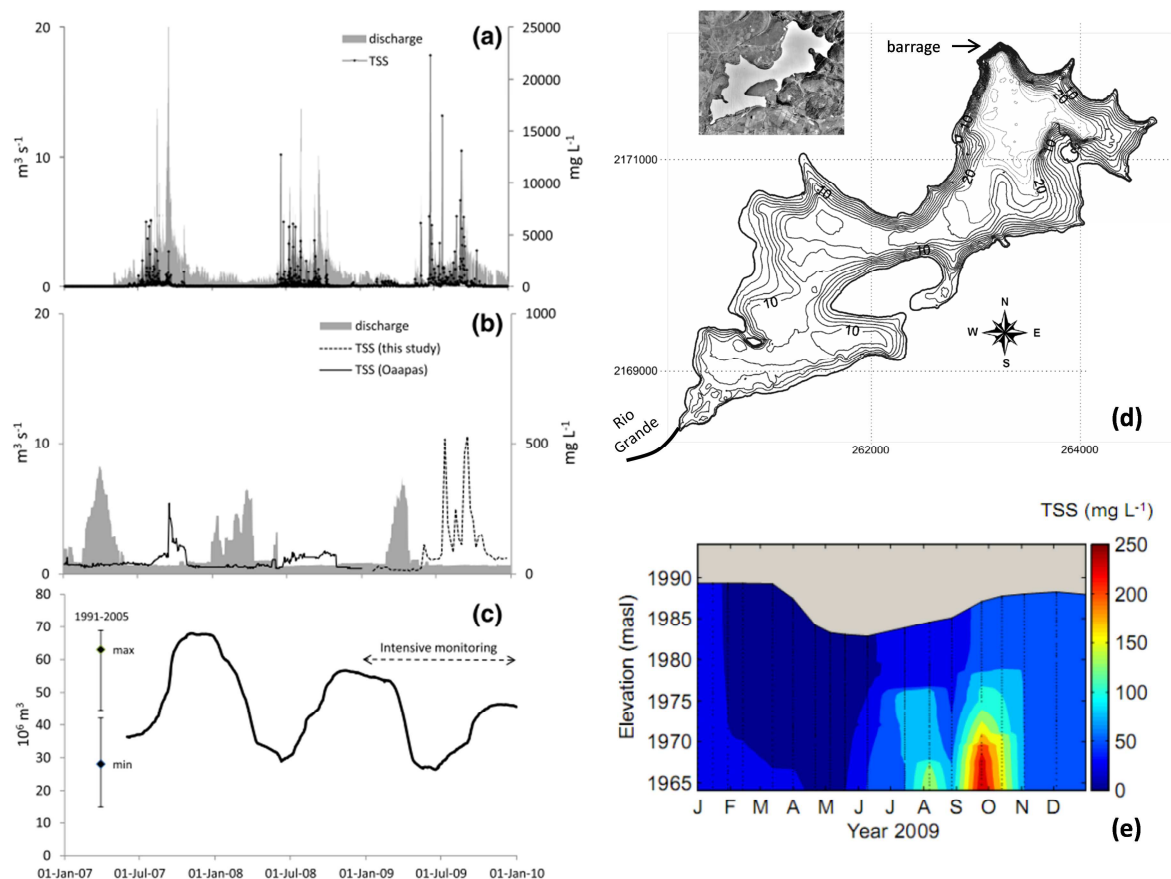 (a)
20
10
0
m³ s⁻¹
discharge
TSS
25000
20000
15000
10000
5000
0
mg L⁻¹
(b)
20
10
0
m³ s⁻¹
discharge
TSS (this study)
TSS (Oaapas)
1000
500
0
mg L⁻¹
(c)
80
70
60
50
40
30
20
10
0
10⁶ m³
1991-2005
max
min
Intensive monitoring
01-Jan-07
01-Jul-07
01-Jan-08
01-Jul-08
01-Jan-09
01-Jul-09
01-Jan-10
barrage
2171000
2169000
262000
264000
10
20
10
10
10
N
W
E
S
Rio
Grande
(d)
TSS (mg L⁻¹)
250
200
150
100
50
0
Elevation (masl)
1990
1985
1980
1975
1970
1965
J F M A M J J A S O N D
Year 2009
(e)